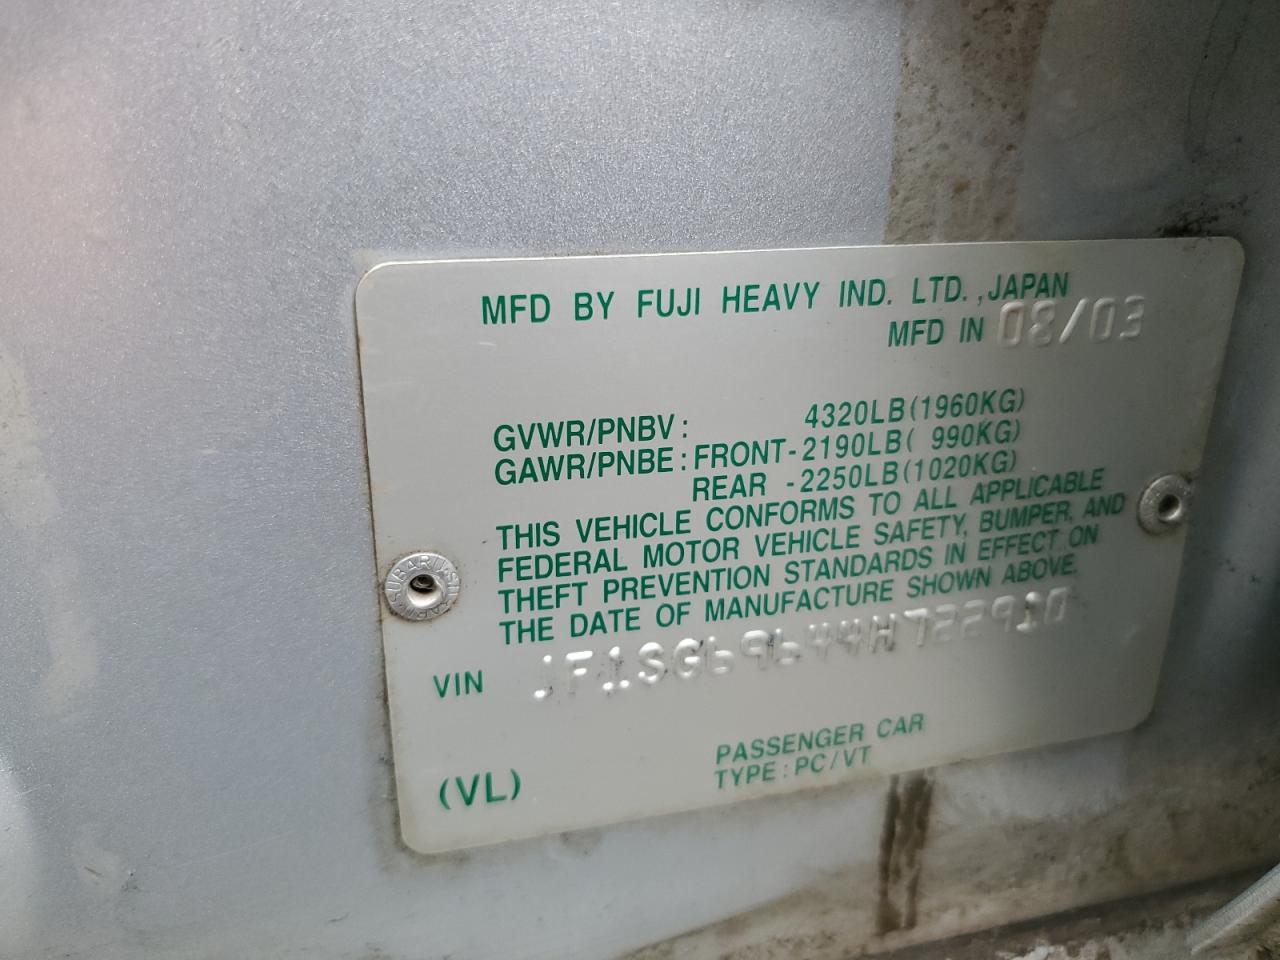 MFD BY FUJI HEAVY IND. LTD., JAPAN
MFD IN 08/03
GVWR/PNBV: 4320LB(1960KG)
GAWR/PNBE: FRONT-2190LB( 990KG)
REAR -2250LB(1020KG)
THIS VEHICLE CONFORMS TO ALL APPLICABLE
FEDERAL MOTOR VEHICLE SAFETY, BUMPER, AND
THEFT PREVENTION STANDARDS IN EFFECT ON
THE DATE OF MANUFACTURE SHOWN ABOVE.
VIN JF1SG69644H722910
PASSENGER CAR
TYPE: PC/VT
(VL)
SUBARU